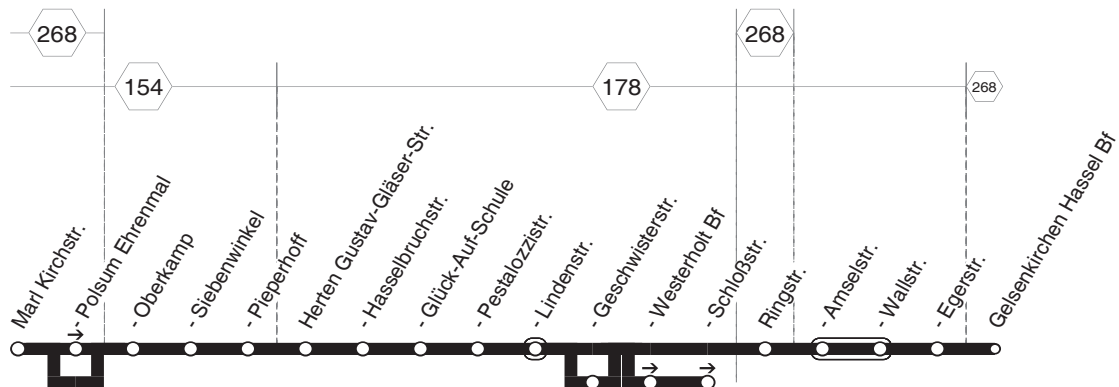 268
268
154
178
268
Marl Kirchstr.
- Polsum Ehrenmal
- Oberkamp
- Siebenwinkel
- Pieperhoff
Herten Gustav-Gläser-Str.
- Hasselbruchstr.
- Glück-Auf-Schule
- Pestalozzistr.
- Lindenstr.
- Geschwisterstr.
- Westerholt Bf
- Schloßstr.
Ringstr.
- Amselstr.
- Wallstr.
- Egerstr.
Gelsenkirchen Hassel Bf